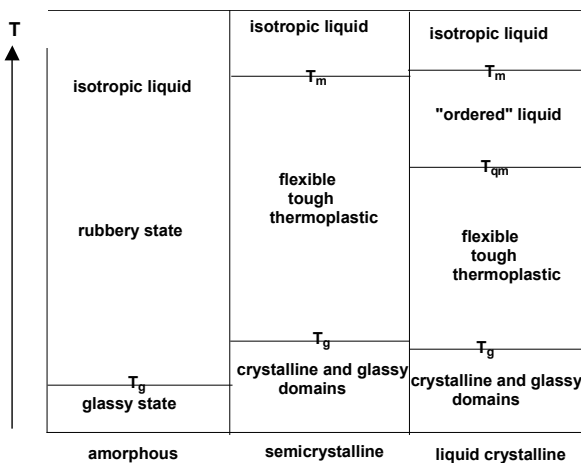 T
isotropic liquid
rubbery state
Tg
glassy state
amorphous
isotropic liquid
Tm
flexible
tough
thermoplastic
Tg
crystalline and glassy
domains
semicrystalline
isotropic liquid
Tm
"ordered" liquid
Tqm
flexible
tough
thermoplastic
Tg
crystalline and glassy
domains
liquid crystalline